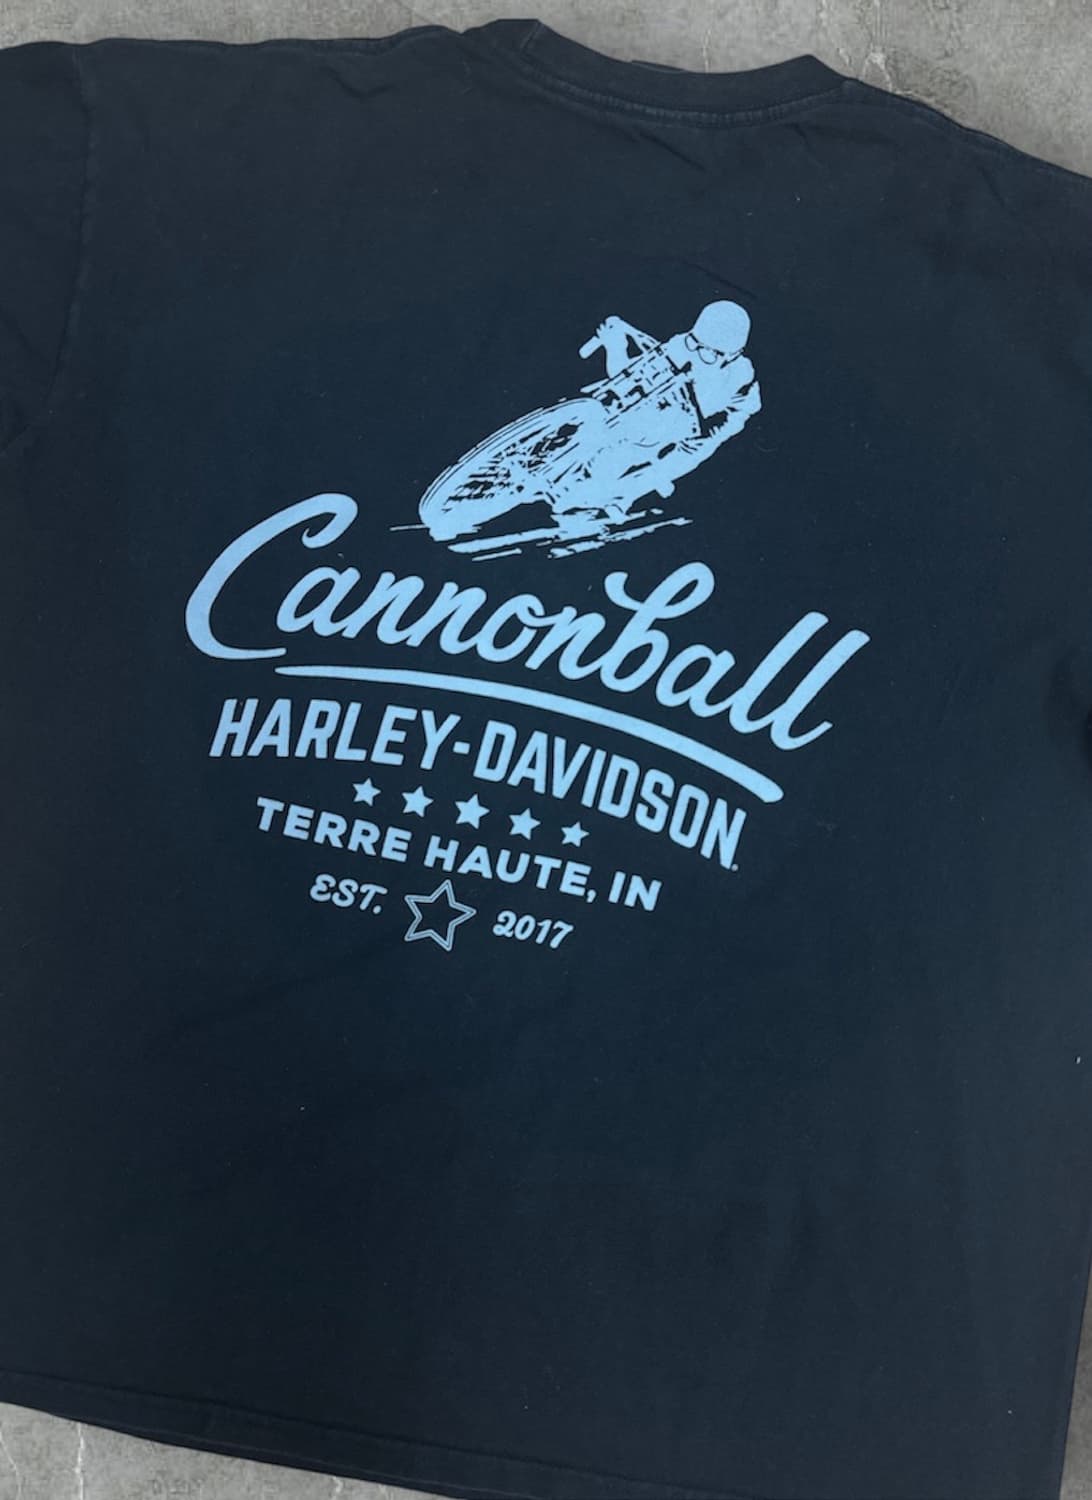 Cannonball
HARLEY-DAVIDSON.
TERRE HAUTE, IN
EST. 2017